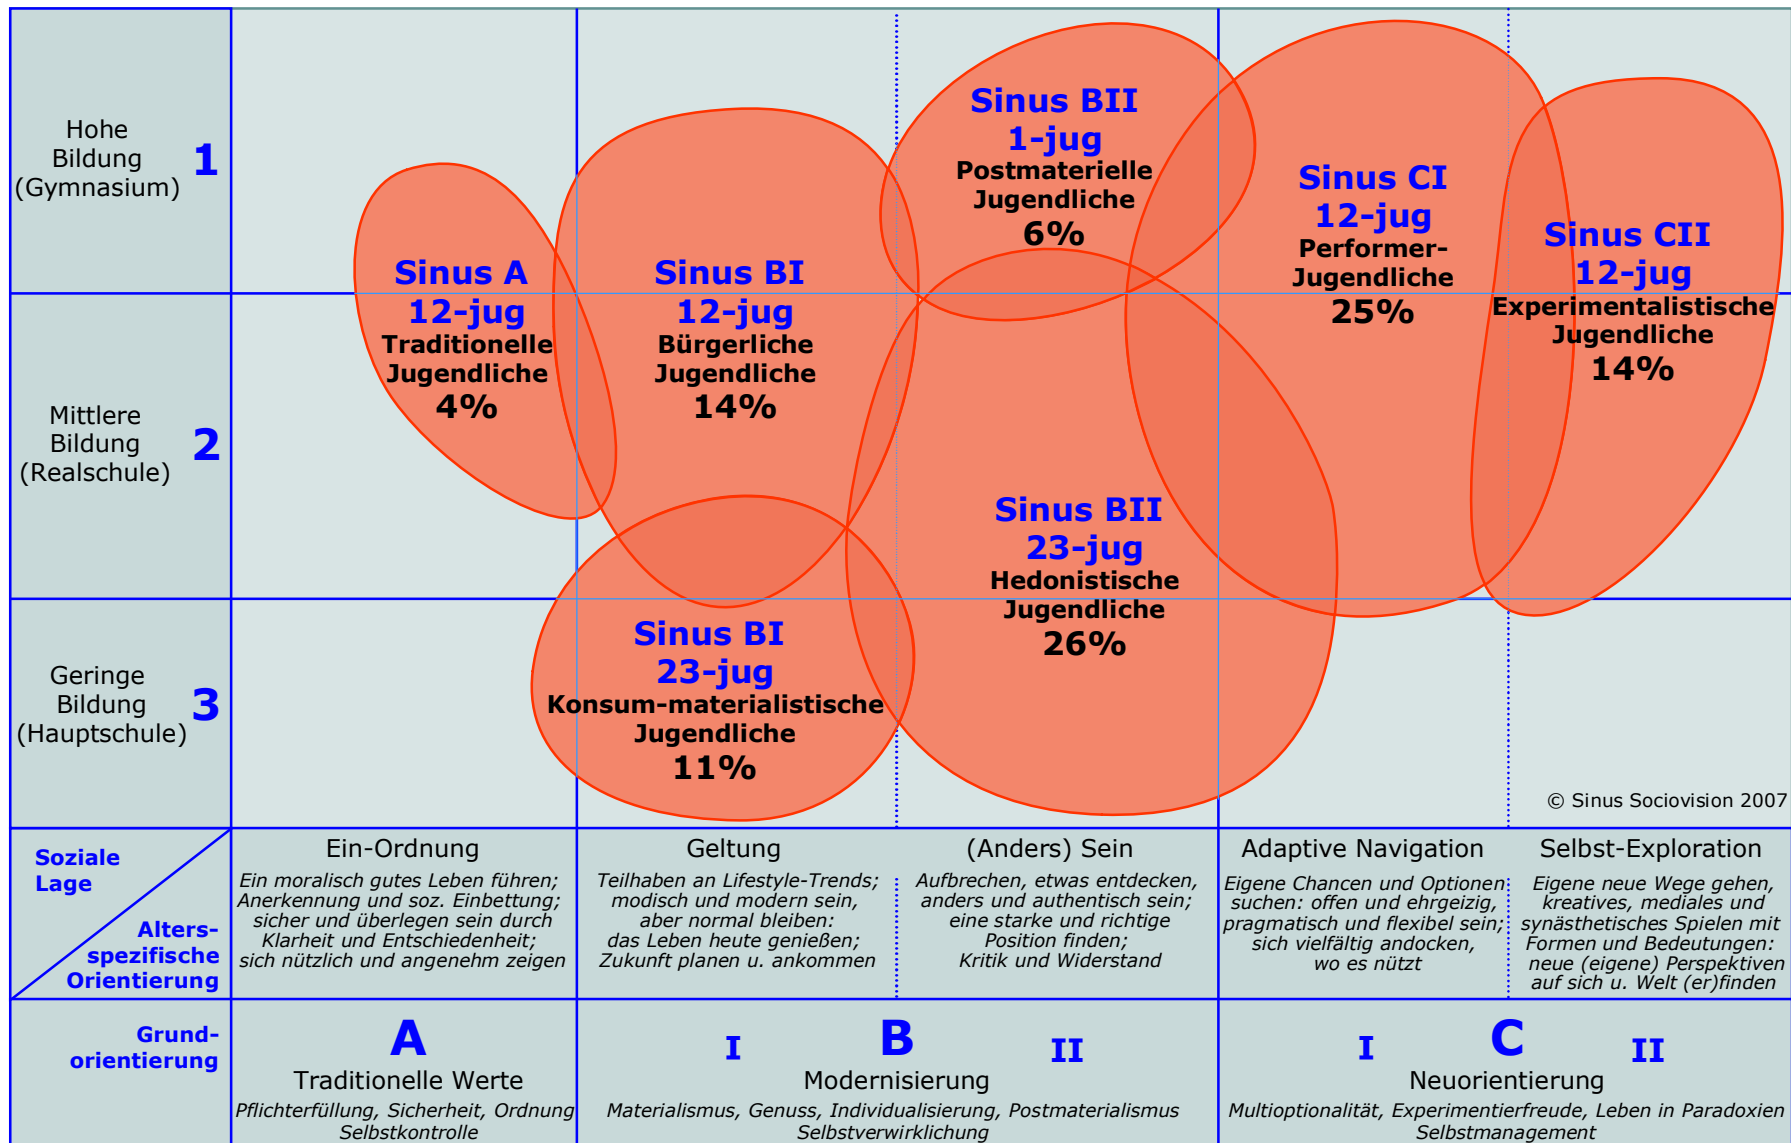 Hohe
Bildung
(Gymnasium)
1
Mittlere
Bildung
(Realschule)
2
Geringe
Bildung
(Hauptschule)
3
Sinus A
12-jug
Traditionelle
Jugendliche
4%
Sinus BI
12-jug
Bürgerliche
Jugendliche
14%
Sinus BII
1-jug
Postmaterielle
Jugendliche
6%
Sinus CI
12-jug
Performer-
Jugendliche
25%
Sinus CII
12-jug
Experimentalistische
Jugendliche
14%
Sinus BI
23-jug
Konsum-materialistische
Jugendliche
11%
Sinus BII
23-jug
Hedonistische
Jugendliche
26%
© Sinus Sociovision 2007
Soziale
Lage
Alters-
spezifische
Orientierung
Ein-Ordnung
Ein moralisch gutes Leben führen;
Anerkennung und soz. Einbettung;
sicher und überlegen sein durch
Klarheit und Entschiedenheit;
sich nützlich und angenehm zeigen
Geltung
Teilhaben an Lifestyle-Trends;
modisch und modern sein,
aber normal bleiben:
das Leben heute genießen;
Zukunft planen u. ankommen
(Anders) Sein
Aufbrechen, etwas entdecken,
anders und authentisch sein;
eine starke und richtige
Position finden;
Kritik und Widerstand
Adaptive Navigation
Eigene Chancen und Optionen
suchen: offen und ehrgeizig,
pragmatisch und flexibel sein;
sich vielfältig andocken,
wo es nützt
Selbst-Exploration
Eigene neue Wege gehen,
kreatives, mediales und
synästhetisches Spielen mit
Formen und Bedeutungen:
neue (eigene) Perspektiven
auf sich u. Welt (er)finden
Grund-
orientierung
A
Traditionelle Werte
Pflichterfüllung, Sicherheit, Ordnung
Selbstkontrolle
I B II
Modernisierung
Materialismus, Genuss, Individualisierung, Postmaterialismus
Selbstverwirklichung
I C II
Neuorientierung
Multioptionalität, Experimentierfreude, Leben in Paradoxien
Selbstmanagement